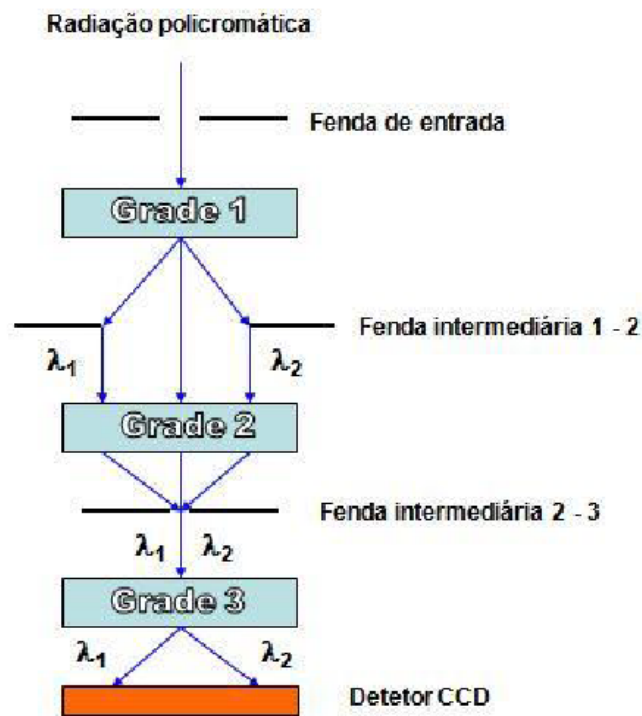 Radiação policromática
Fenda de entrada
Grade 1
Fenda intermediária 1 - 2
λ₁ λ₂
Grade 2
Fenda intermediária 2 - 3
λ₁ λ₂
Grade 3
λ₁ λ₂
Detetor CCD